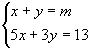 x + y = m
5x + 3y = 13